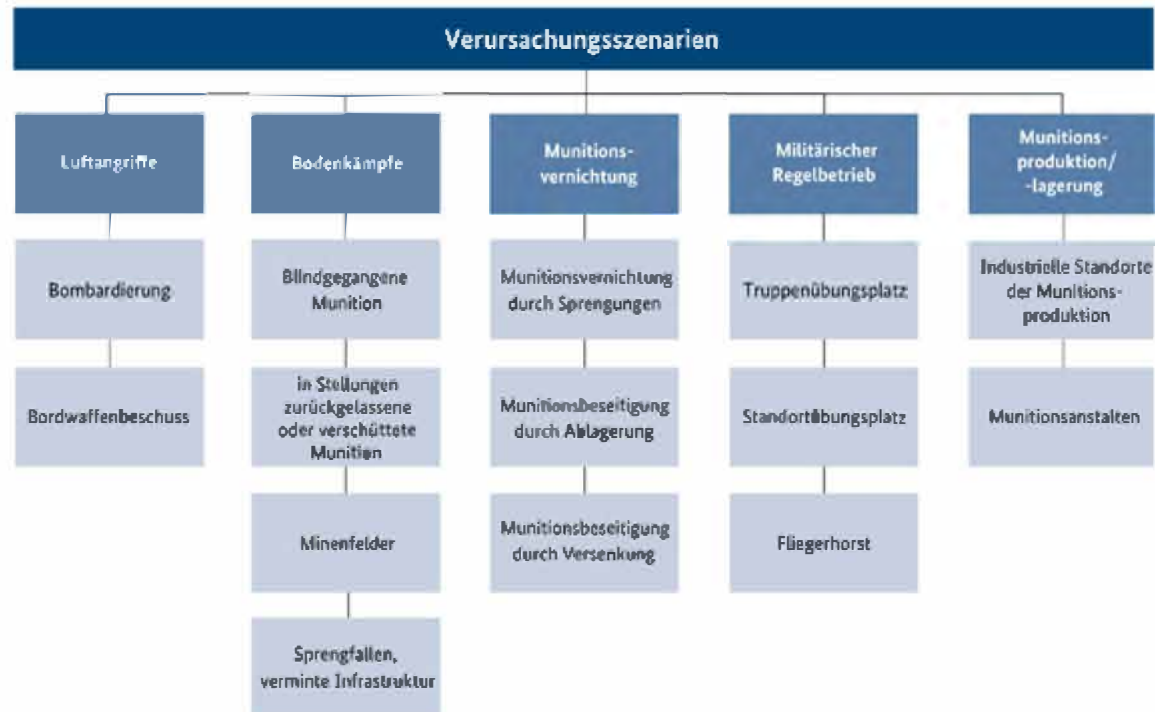 Verursachungsszenarien
Luftangriffe
Bombardierung
Bordwaffenbeschuss
Bodenkämpfe
Blindgegangene
Munition
in Stellungen
zurückgelassene
oder verschüttete
Munition
Minenfelder
Sprengfallen,
verminte Infrastruktur
Munitions-
vernichtung
Munitionsvernichtung
durch Sprengungen
Munitionsbeseitigung
durch Ablagerung
Munitionsbeseitigung
durch Versenkung
Militärischer
Regelbetrieb
Truppenübungsplatz
Standortübungsplatz
Fliegerhorst
Munitions-
produktion/
-lagerung
Industrielle Standorte
der Munitions-
produktion
Munitionsanstalten